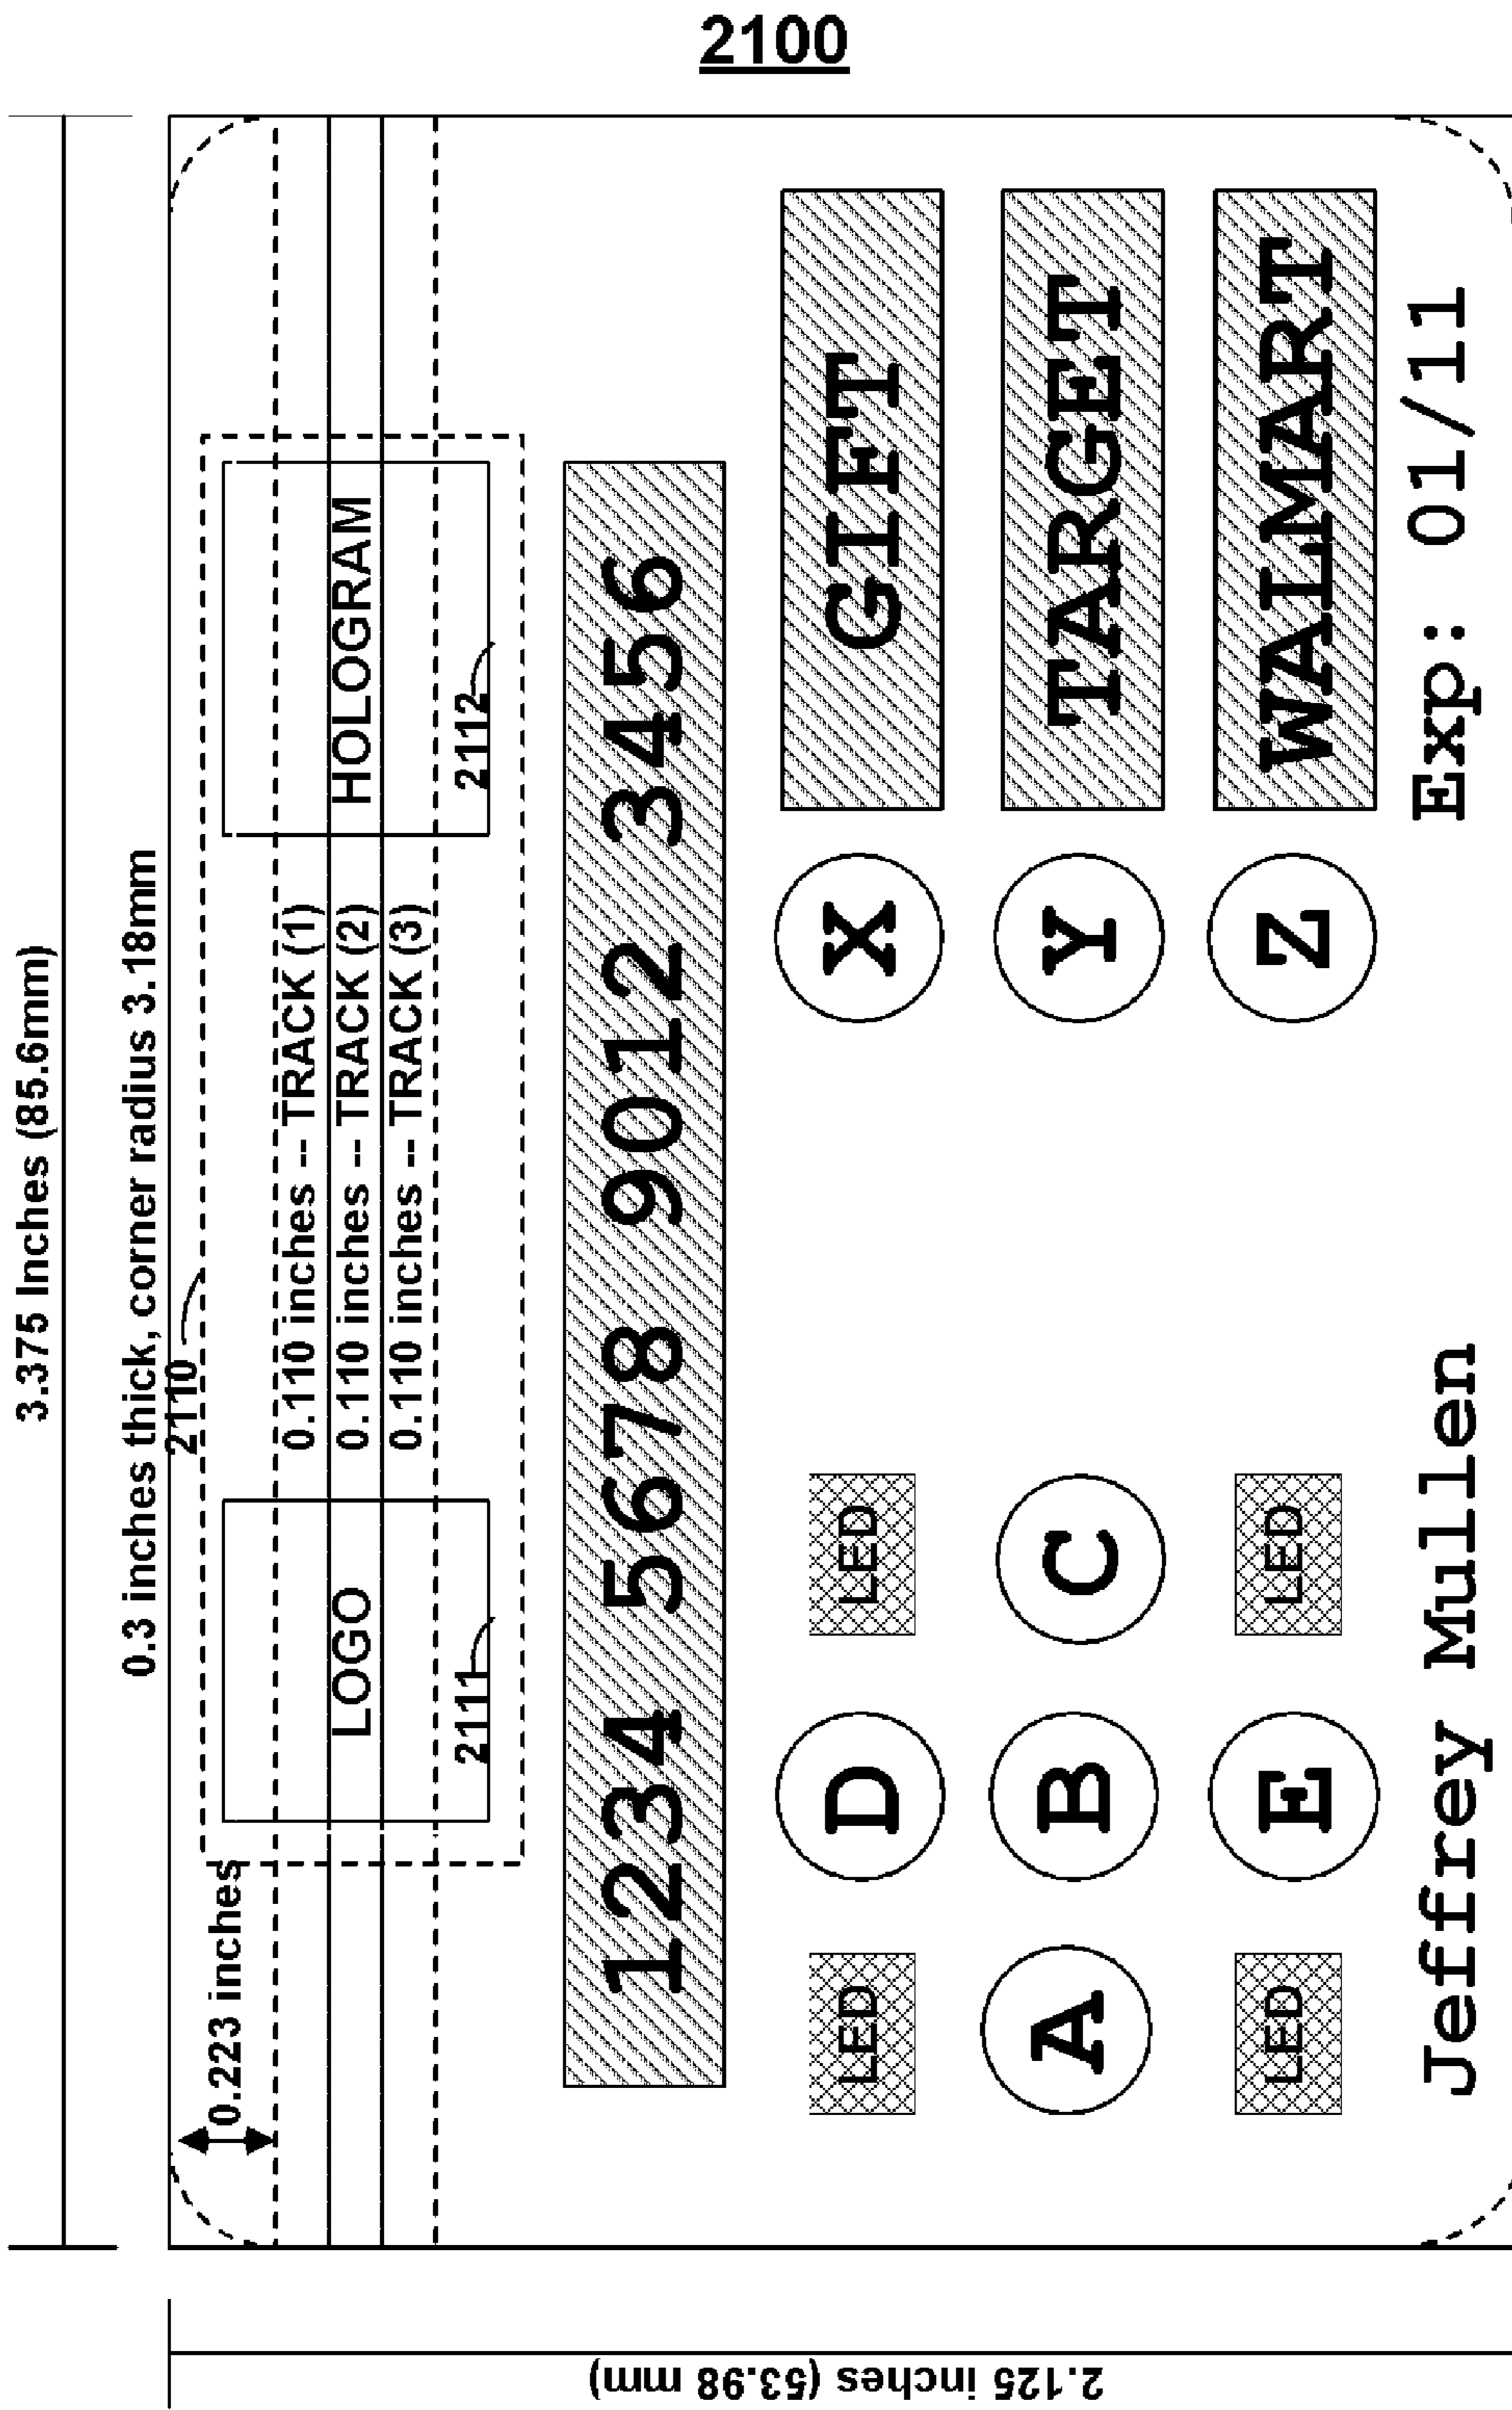 2100
3.375 Inches (85.6mm)
0.3 inches thick, corner radius 3.18mm
2110
0.223 inches
0.110 inches -- TRACK (1)
LOGO
0.110 inches -- TRACK (2)
HOLOGRAM
0.110 inches -- TRACK (3)
2111
2112
2.125 inches (53.98 mm)
1234 5678 9012 3456
LED
D
LED
X
GIFT
A
B
C
Y
TARGET
LED
E
LED
Z
WALMART
Jeffrey Mullen
Exp: 01/11